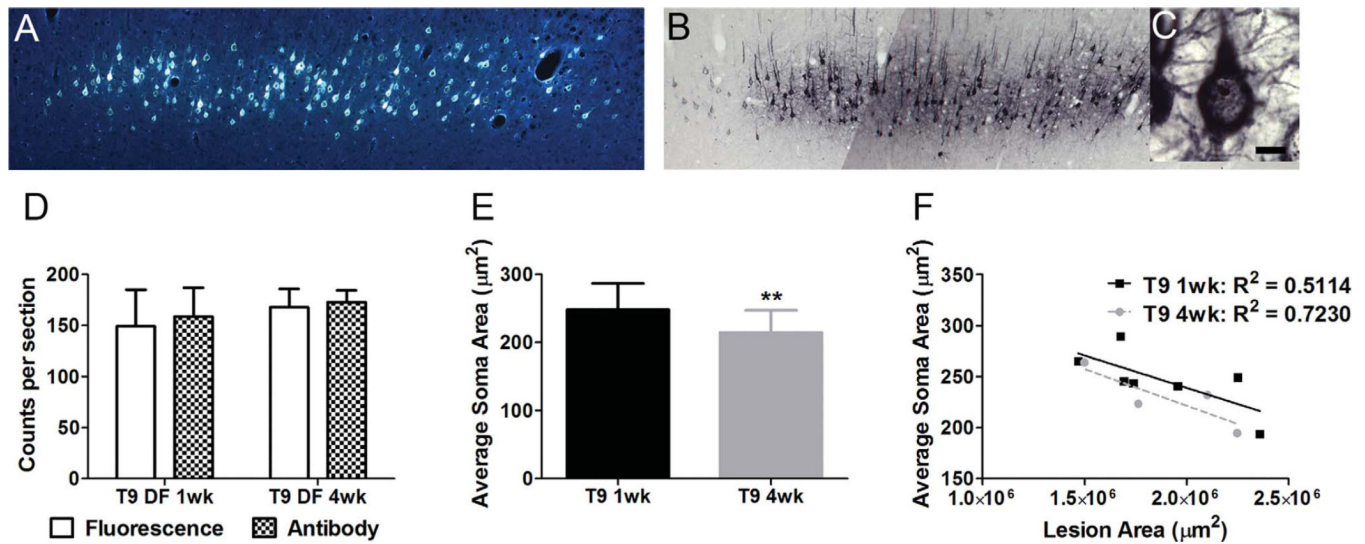 A
B
C
D
Counts per section
200
150
100
50
0
T9 DF 1wk
T9 DF 4wk
Fluorescence
Antibody
E
Average Soma Area (μm²)
300
200
100
0
**
T9 1wk
T9 4wk
F
Average Soma Area (μm²)
350
300
250
200
150
T9 1wk: R² = 0.5114
T9 4wk: R² = 0.7230
1.0×10⁶
1.5×10⁶
2.0×10⁶
2.5×10⁶
Lesion Area (μm²)